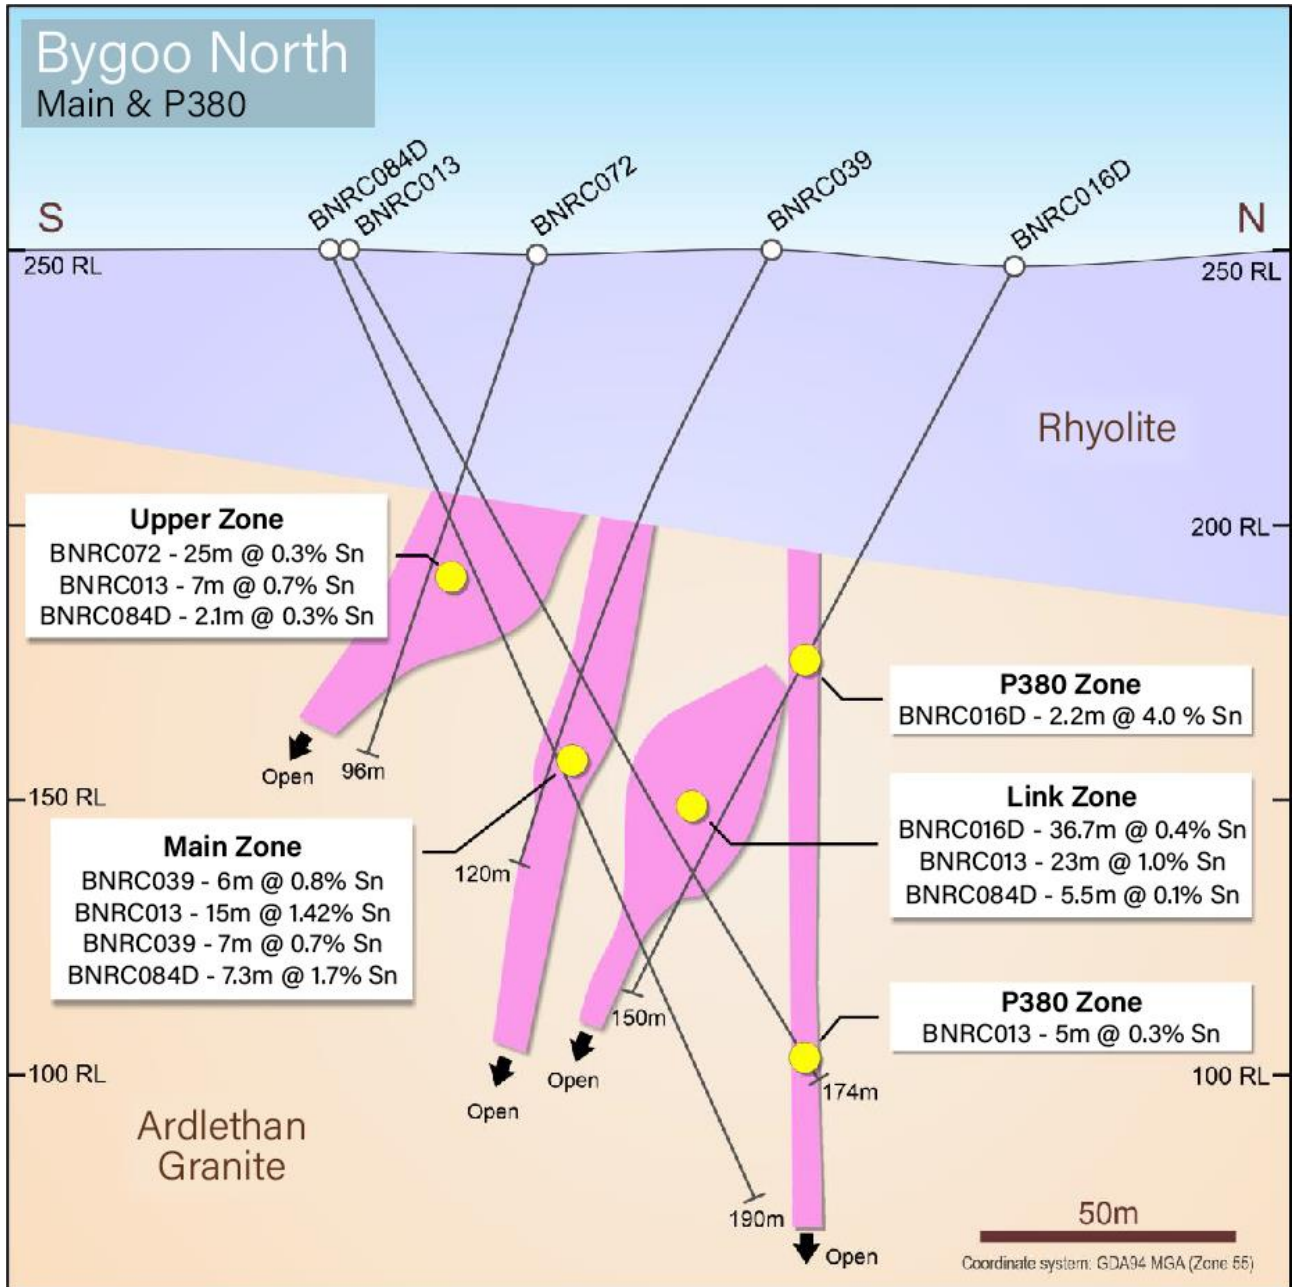 Bygoo North
Main & P380
BNRC084D
BNRC013
BNRC072
BNRC039
BNRC016D
S
N
250 RL
250 RL
Rhyolite
Upper Zone
BNRC072 - 25m @ 0.3% Sn
BNRC013 - 7m @ 0.7% Sn
BNRC084D - 2.1m @ 0.3% Sn
200 RL
P380 Zone
BNRC016D - 2.2m @ 4.0 % Sn
Open
96m
150 RL
Link Zone
BNRC016D - 36.7m @ 0.4% Sn
BNRC013 - 23m @ 1.0% Sn
BNRC084D - 5.5m @ 0.1% Sn
Main Zone
BNRC039 - 6m @ 0.8% Sn
BNRC013 - 15m @ 1.42% Sn
BNRC039 - 7m @ 0.7% Sn
BNRC084D - 7.3m @ 1.7% Sn
120m
150m
P380 Zone
BNRC013 - 5m @ 0.3% Sn
100 RL
Open
Open
174m
100 RL
Ardlethan
Granite
190m
Open
50m
Coordinate system: GDA94 MGA (Zone 55)